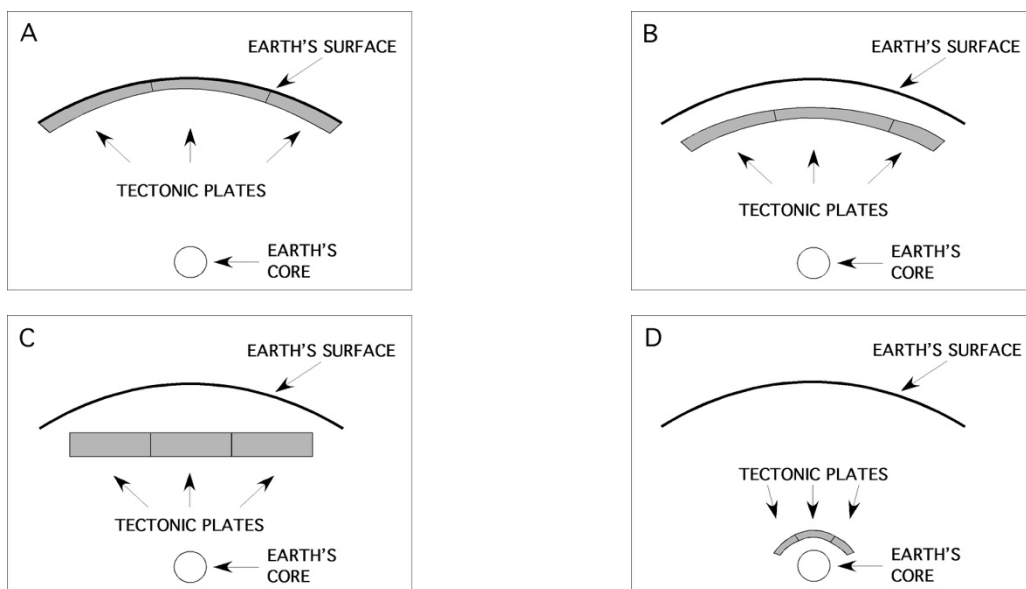 A
EARTH'S SURFACE
TECTONIC PLATES
EARTH'S
CORE
B
EARTH'S SURFACE
TECTONIC PLATES
EARTH'S
CORE
C
EARTH'S SURFACE
TECTONIC PLATES
EARTH'S
CORE
D
EARTH'S SURFACE
TECTONIC PLATES
EARTH'S
CORE